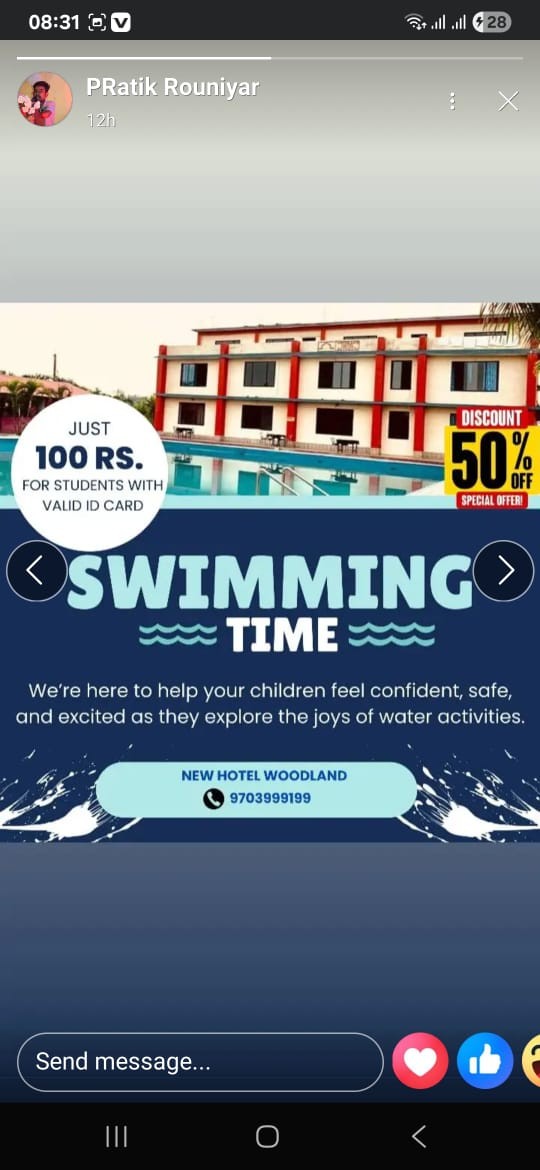 08:31
28
PRatik Rouniyar
12h
JUST
100 RS.
FOR STUDENTS WITH
VALID ID CARD
DISCOUNT
50%
OFF
SPECIAL OFFER!
SWIMMING
TIME
We're here to help your children feel confident, safe,
and excited as they explore the joys of water activities.
NEW HOTEL WOODLAND
9703999199
Send message...